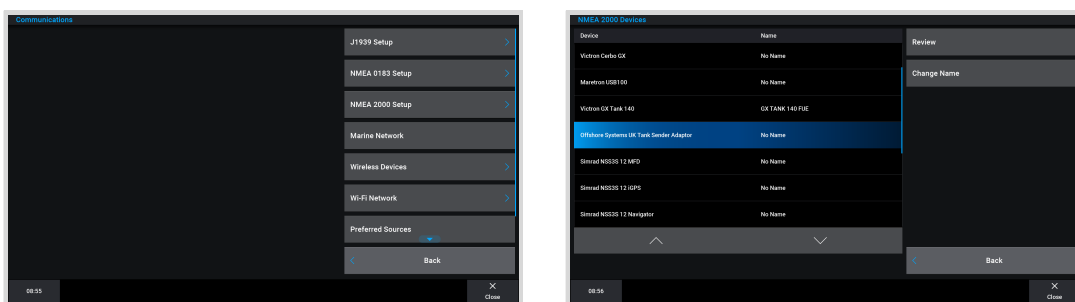 Communications
J1939 Setup
NMEA 0183 Setup
NMEA 2000 Setup
Marine Network
Wireless Devices
Wi-Fi Network
Preferred Sources
Back
08:55
Close
NMEA 2000 Devices
Device Name
Victron Cerbo GX No Name
Maretron USB100 No Name
Victron GX Tank 140 GX TANK 140 FUE
Offshore Systems UK Tank Sender Adaptor No Name
Simrad NSS3S 12 MFD No Name
Simrad NSS3S 12 iGPS No Name
Simrad NSS3S 12 Navigator No Name
Review
Change Name
Back
08:56
Close